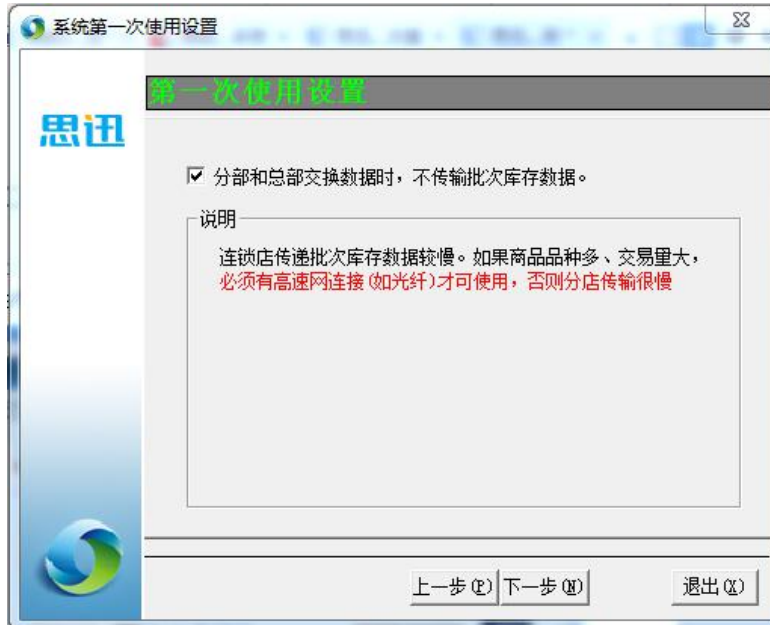 系统第一次使用设置
第一次使用设置
思迅
分部和总部交换数据时，不传输批次库存数据。
说明
连锁店传递批次库存数据较慢。如果商品品种多、交易量大，
必须有高速网连接(如光纤)才可使用，否则分店传输很慢
上一步(P) 下一步(N) 退出(X)